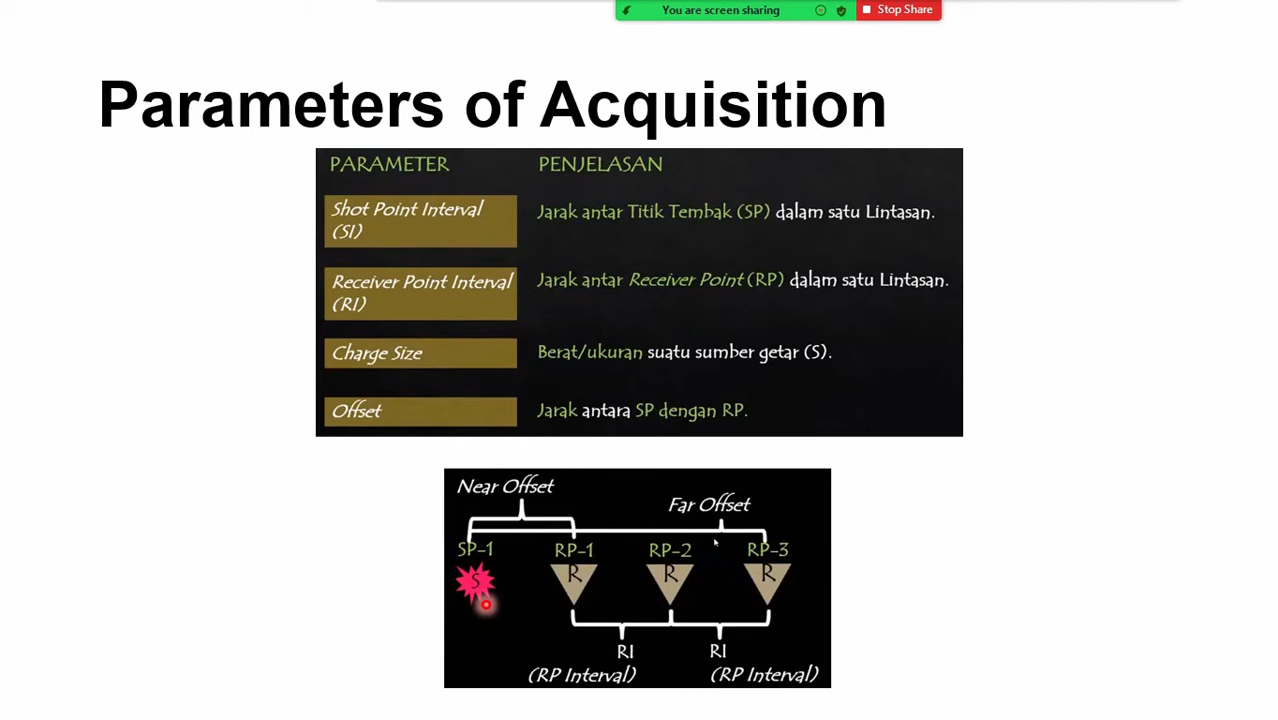 You are screen sharing
Stop Share
Parameters of Acquisition
PARAMETER PENJELASAN
Shot Point Interval
(SI)
Jarak antar Titik Tembak (SP) dalam satu Lintasan.
Receiver Point Interval
(RI)
Jarak antar Receiver Point (RP) dalam satu Lintasan.
Charge Size
Berat/ukuran suatu sumber getar (S).
Offset
Jarak antara SP dengan RP.
Near Offset
Far Offset
SP-1 RP-1 RP-2 RP-3
S R R R
RI RI
(RP Interval) (RP Interval)